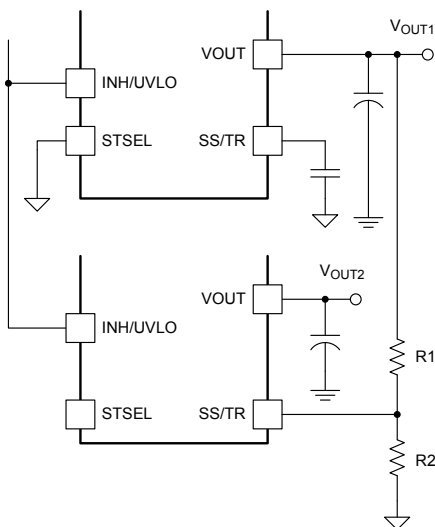 VOUT
VOUT1
INH/UVLO
STSEL
SS/TR
VOUT2
VOUT
INH/UVLO
R1
STSEL
SS/TR
R2